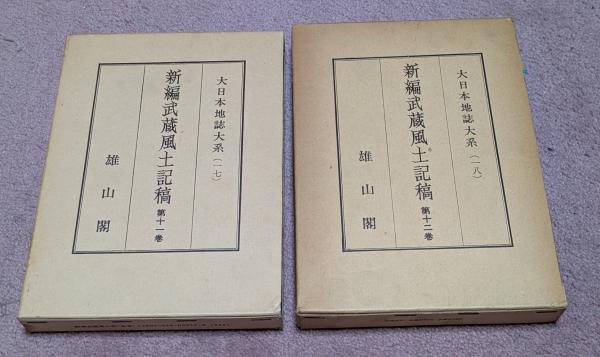 大日本地誌大系(一七)
新編武蔵風土記稿 第十一巻
雄山閣
大日本地誌大系(一八)
新編武蔵風土記稿 第十二巻
雄山閣